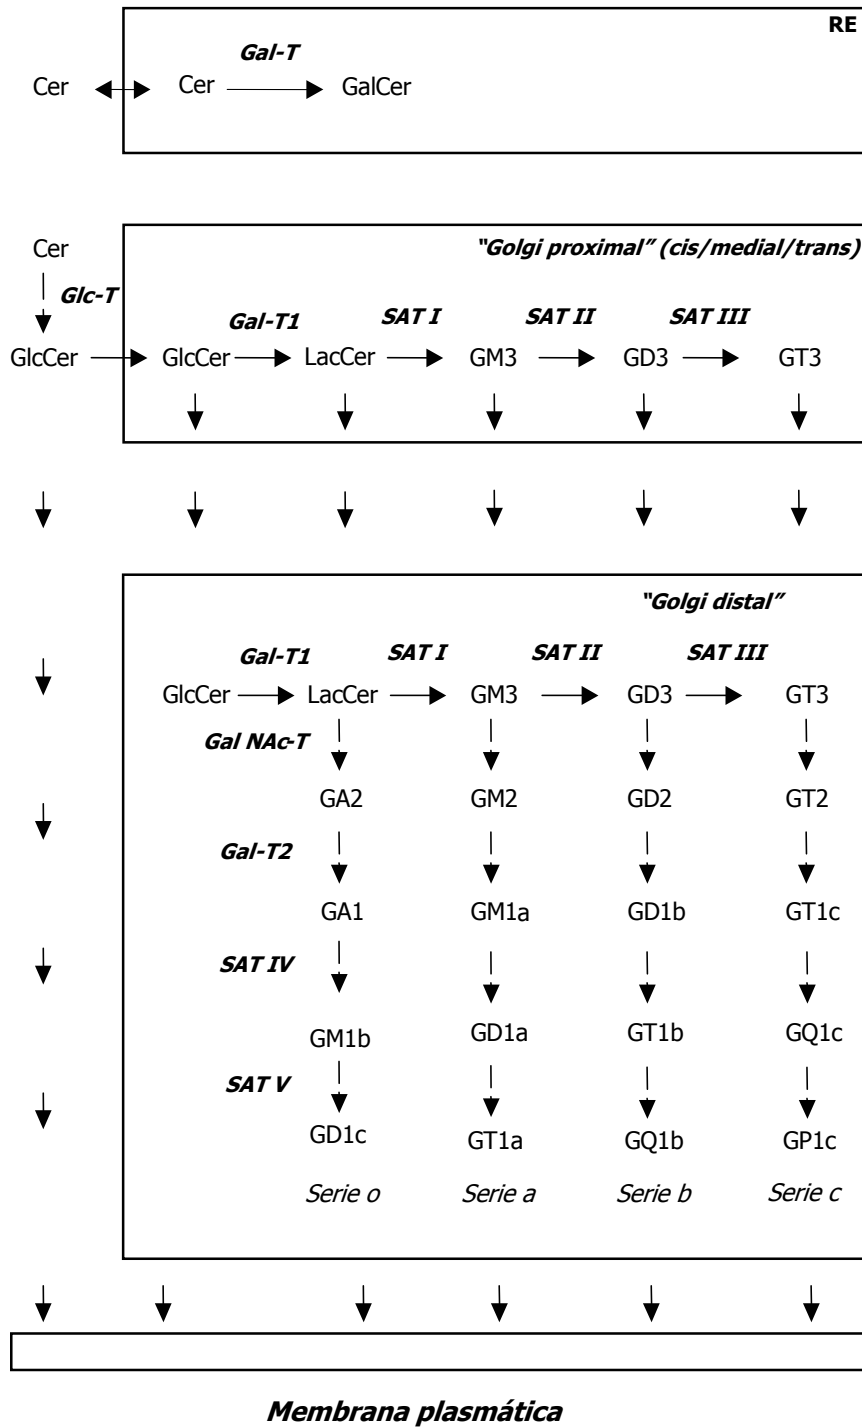 RE
Gal-T
Cer Cer GalCer
Cer
"Golgi proximal" (cis/medial/trans)
Glc-T
Gal-T1 SAT I SAT II SAT III
GlcCer GlcCer LacCer GM3 GD3 GT3
"Golgi distal"
Gal-T1 SAT I SAT II SAT III
GlcCer LacCer GM3 GD3 GT3
Gal NAc-T
GA2 GM2 GD2 GT2
Gal-T2
GA1 GM1a GD1b GT1c
SAT IV
GM1b GD1a GT1b GQ1c
SAT V
GD1c GT1a GQ1b GP1c
Serie o Serie a Serie b Serie c
Membrana plasmática